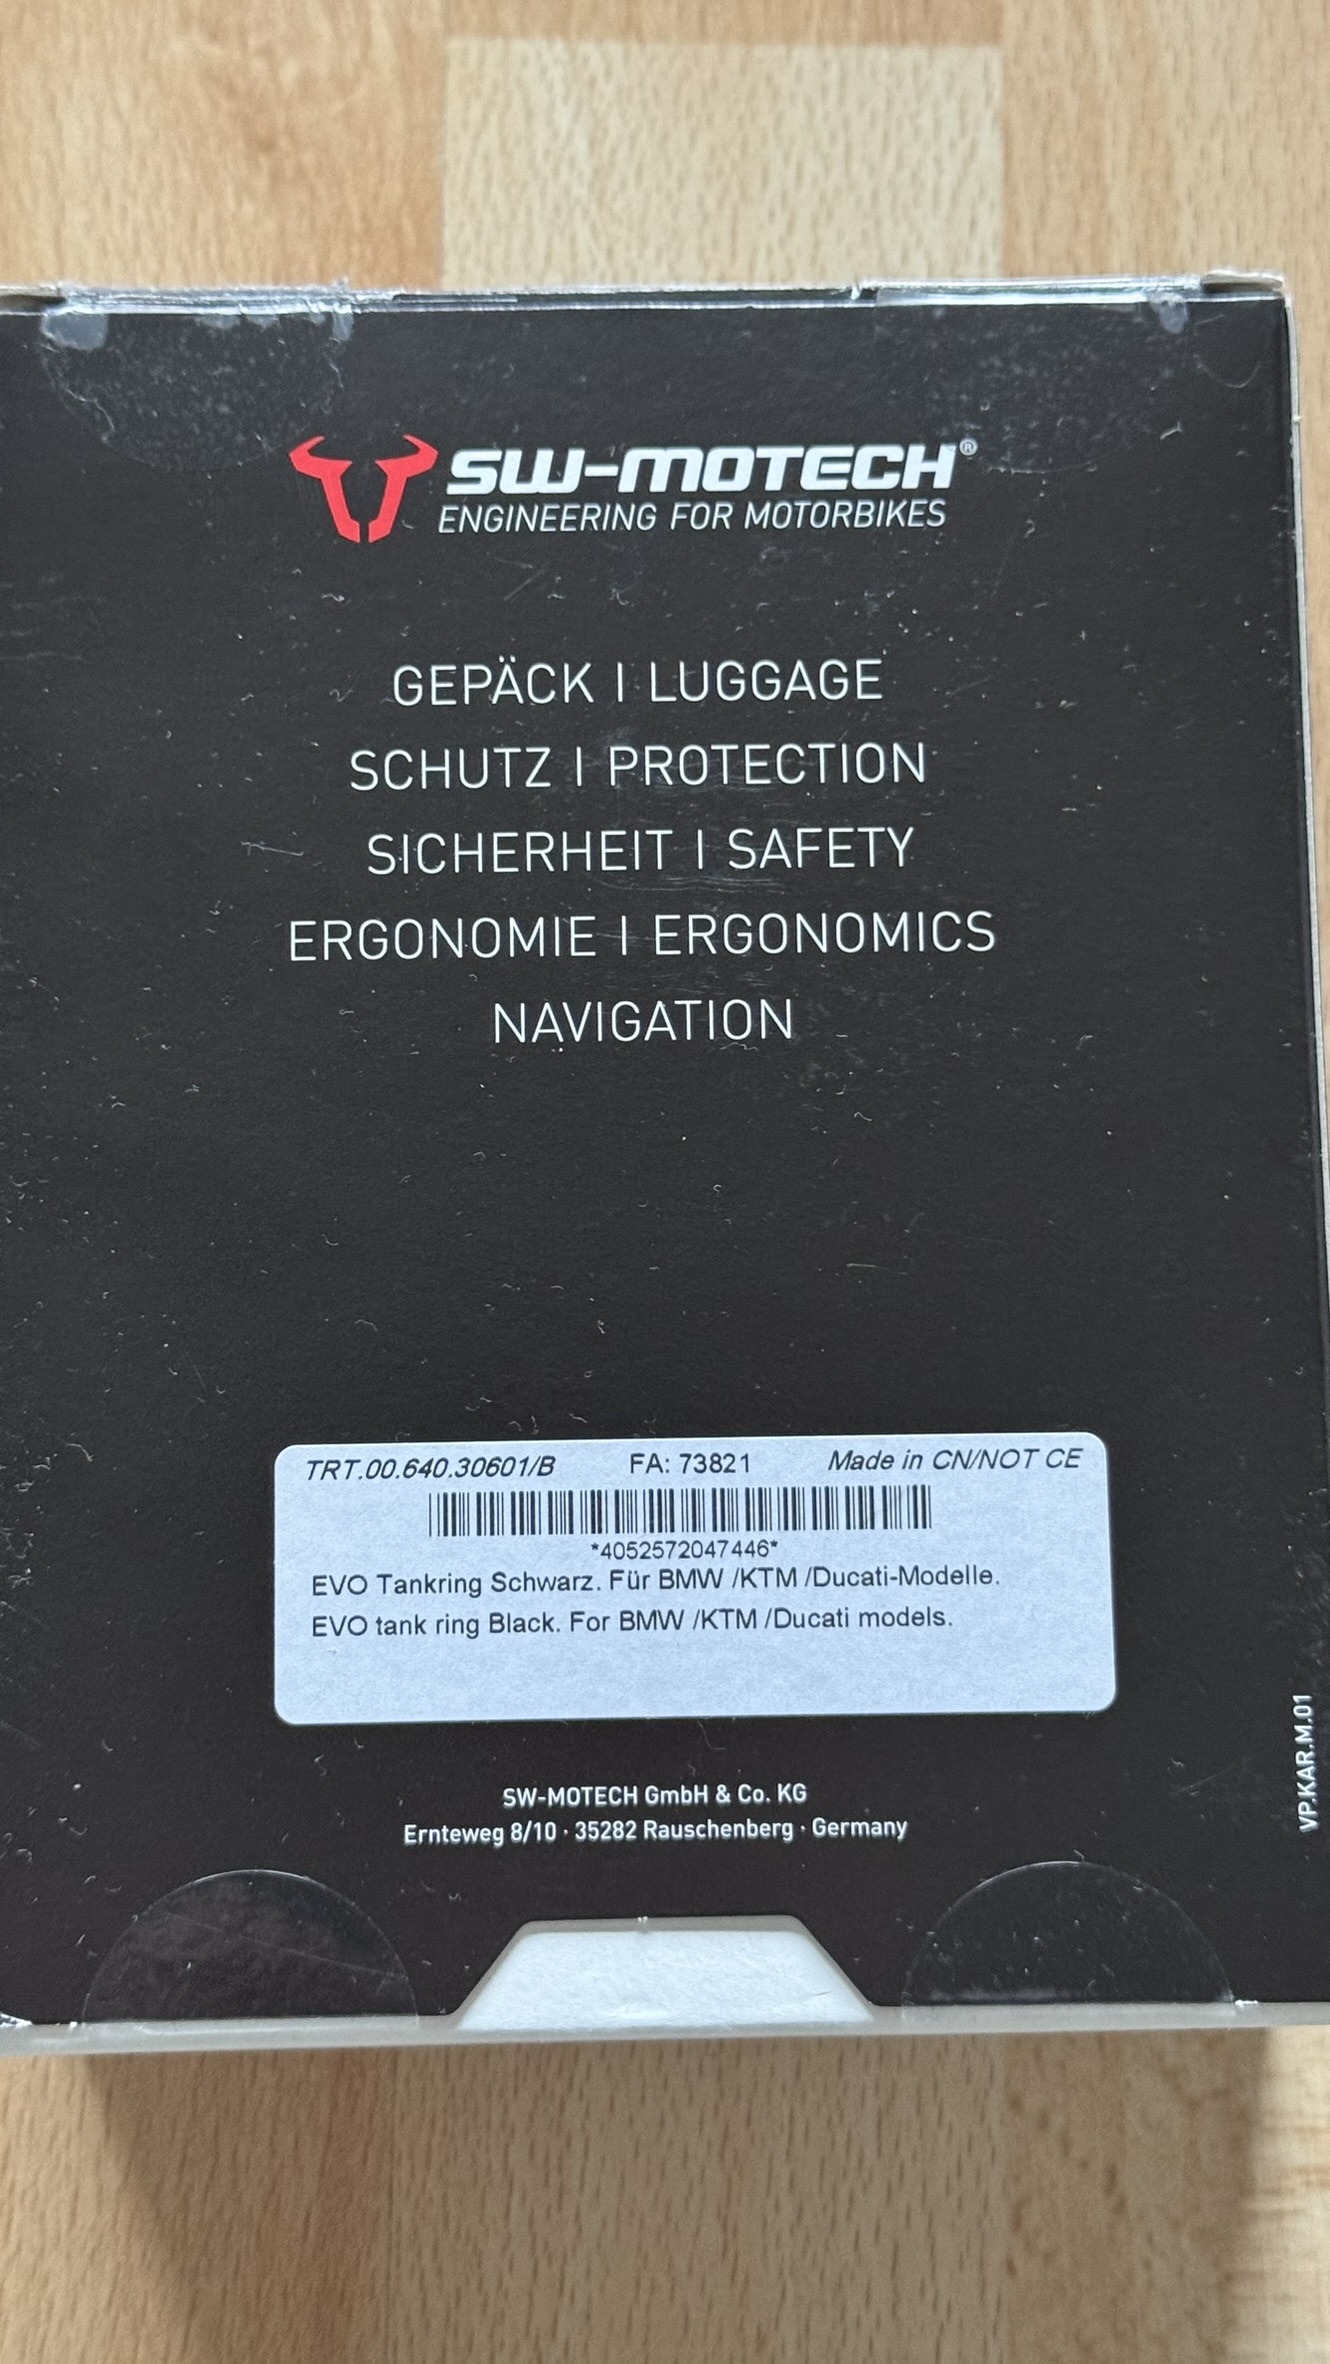 SW-MOTECH®
ENGINEERING FOR MOTORBIKES
GEPÄCK | LUGGAGE
SCHUTZ | PROTECTION
SICHERHEIT | SAFETY
ERGONOMIE | ERGONOMICS
NAVIGATION
TRT.00.640.30601/B FA: 73821 Made in CN/NOT CE
*4052572047446*
EVO Tankring Schwarz. Für BMW /KTM /Ducati-Modelle.
EVO tank ring Black. For BMW /KTM /Ducati models.
SW-MOTECH GmbH & Co. KG
Ernteweg 8/10 · 35282 Rauschenberg · Germany
VP.KAR.M.01